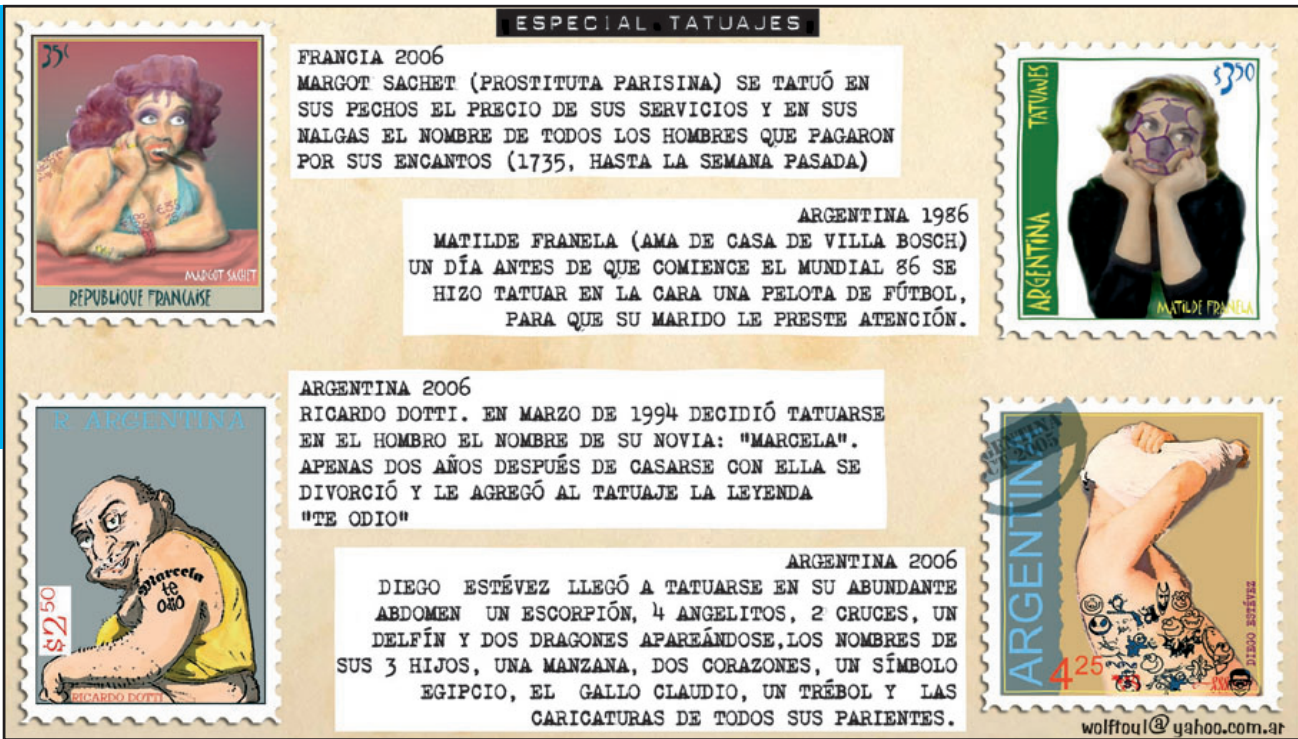 ESPECIAL TATUAJES
35c
MARGOT SACHET
REPUBLIQUE FRANCAISE
FRANCIA 2006
MARGOT SACHET (PROSTITUTA PARISINA) SE TATUÓ EN
SUS PECHOS EL PRECIO DE SUS SERVICIOS Y EN SUS
NALGAS EL NOMBRE DE TODOS LOS HOMBRES QUE PAGARON
POR SUS ENCANTOS (1735, HASTA LA SEMANA PASADA)
ARGENTINA 1986
MATILDE FRANELA (AMA DE CASA DE VILLA BOSCH)
UN DÍA ANTES DE QUE COMIENCE EL MUNDIAL 86 SE
HIZO TATUAR EN LA CARA UNA PELOTA DE FÚTBOL,
PARA QUE SU MARIDO LE PRESTE ATENCIÓN.
ARGENTINA TATUAJES
$350
MATILDE FRANELA
R. ARGENTINA
Marcela
te
odio
$250
RICARDO DOTTI
ARGENTINA 2006
RICARDO DOTTI. EN MARZO DE 1994 DECIDIÓ TATUARSE
EN EL HOMBRO EL NOMBRE DE SU NOVIA: "MARCELA".
APENAS DOS AÑOS DESPUÉS DE CASARSE CON ELLA SE
DIVORCIÓ Y LE AGREGÓ AL TATUAJE LA LEYENDA
"TE ODIO"
ARGENTINA 2006
DIEGO ESTÉVEZ LLEGÓ A TATUARSE EN SU ABUNDANTE
ABDOMEN UN ESCORPIÓN, 4 ANGELITOS, 2 CRUCES, UN
DELFÍN Y DOS DRAGONES APAREÁNDOSE,LOS NOMBRES DE
SUS 3 HIJOS, UNA MANZANA, DOS CORAZONES, UN SÍMBOLO
EGIPCIO, EL GALLO CLAUDIO, UN TRÉBOL Y LAS
CARICATURAS DE TODOS SUS PARIENTES.
2005
ARGENTINA
4 25
DIEGO ESTÉVEZ
wolffoul@yahoo.com.ar